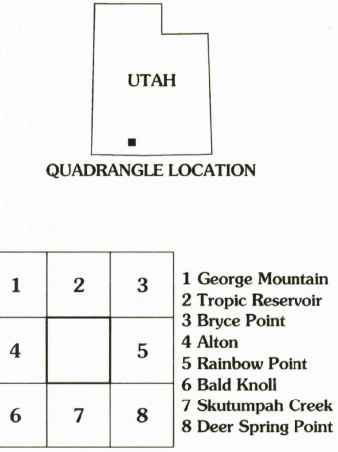 UTAH
QUADRANGLE LOCATION
1 2 3
4 5
6 7 8
1 George Mountain
2 Tropic Reservoir
3 Bryce Point
4 Alton
5 Rainbow Point
6 Bald Knoll
7 Skutumpah Creek
8 Deer Spring Point